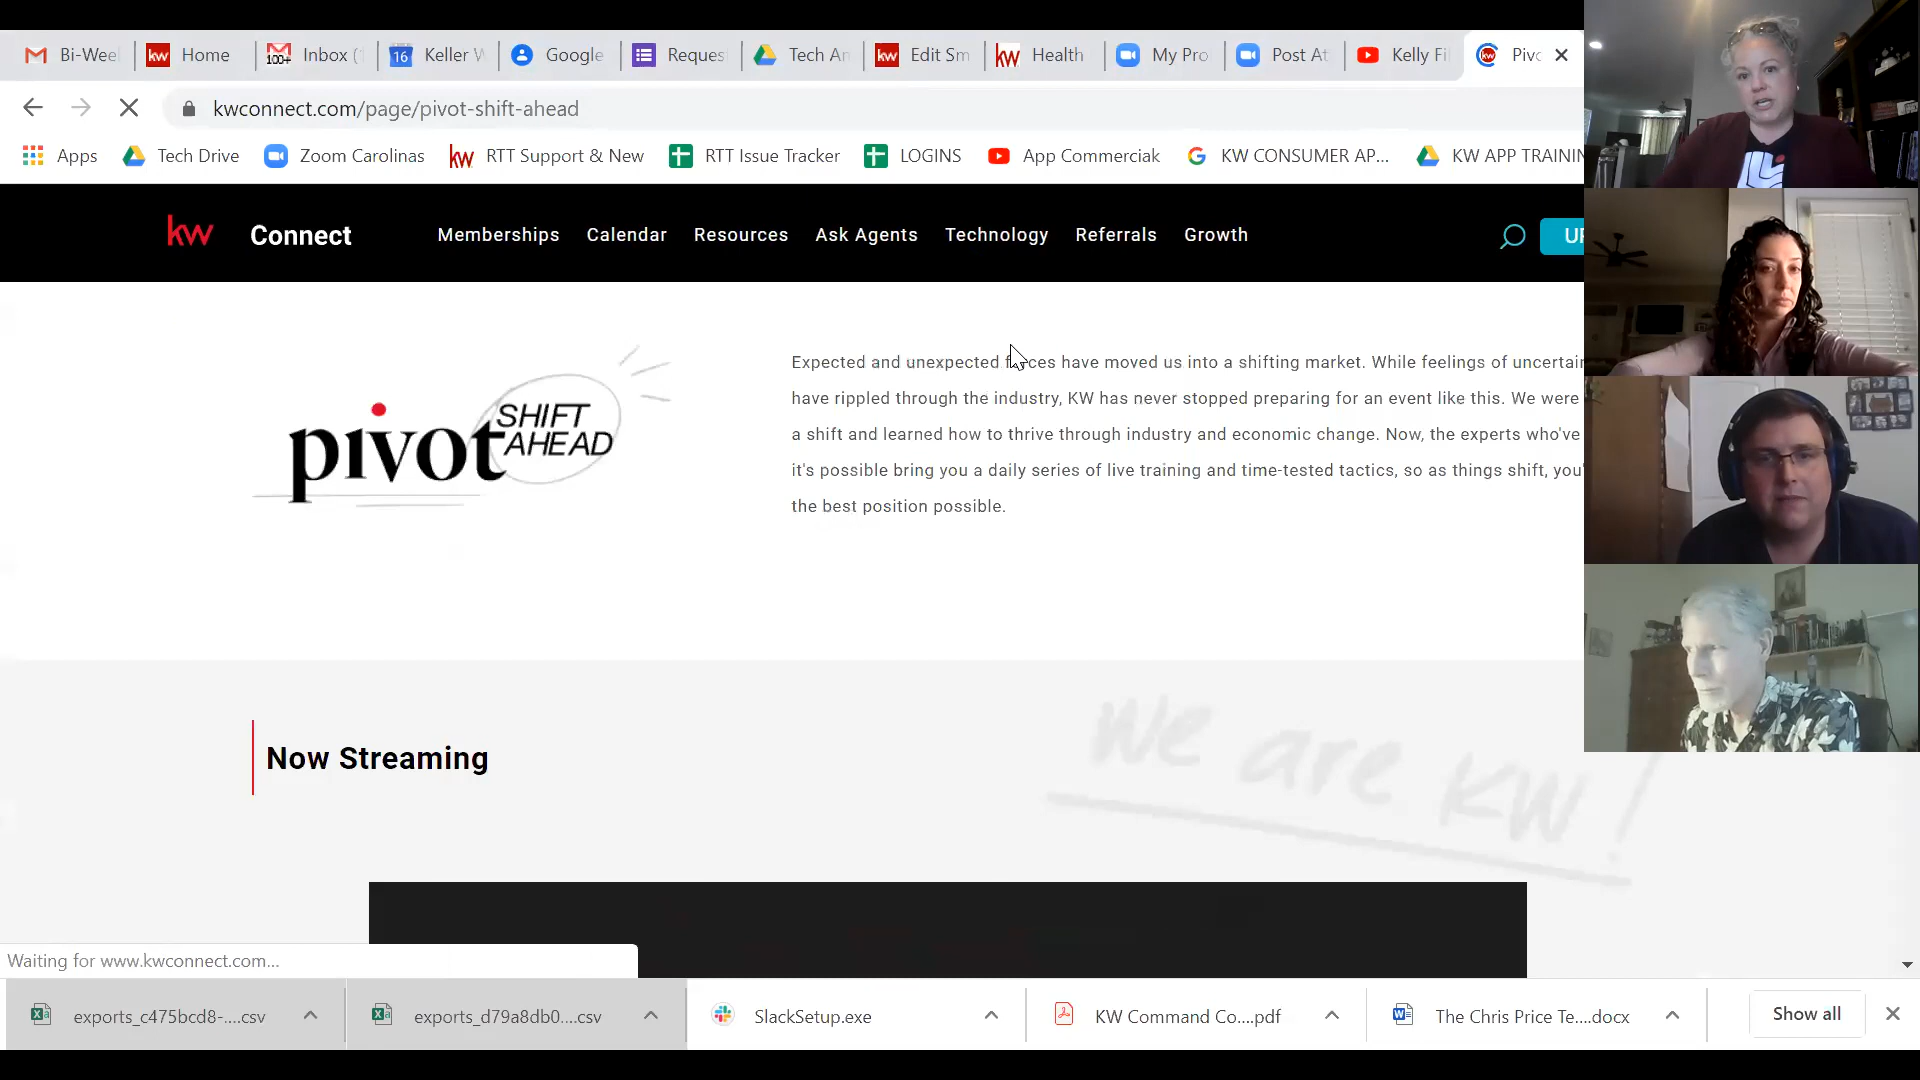 Bi-Wee
Home
Inbox (
Keller W
Google
Reques
Tech An
Edit Sm
Health
My Pro
Post At
Kelly Fi
Pivo
kwconnect.com/page/pivot-shift-ahead
Apps
Tech Drive
Zoom Carolinas
kw RTT Support & New
RTT Issue Tracker
LOGINS
App Commerciak
KW CONSUMER AP...
KW APP TRAININ
kw Connect
Memberships
Calendar
Resources
Ask Agents
Technology
Referrals
Growth
UP
pivot SHIFT
AHEAD
Expected and unexpected forces have moved us into a shifting market. While feelings of uncertain
have rippled through the industry, KW has never stopped preparing for an event like this. We were
a shift and learned how to thrive through industry and economic change. Now, the experts who've
it's possible bring you a daily series of live training and time-tested tactics, so as things shift, you'
the best position possible.
Now Streaming
we are kw!
Waiting for www.kwconnect.com...
exports_c475bcd8-....csv
exports_d79a8db0....csv
SlackSetup.exe
KW Command Co....pdf
The Chris Price Te....docx
Show all